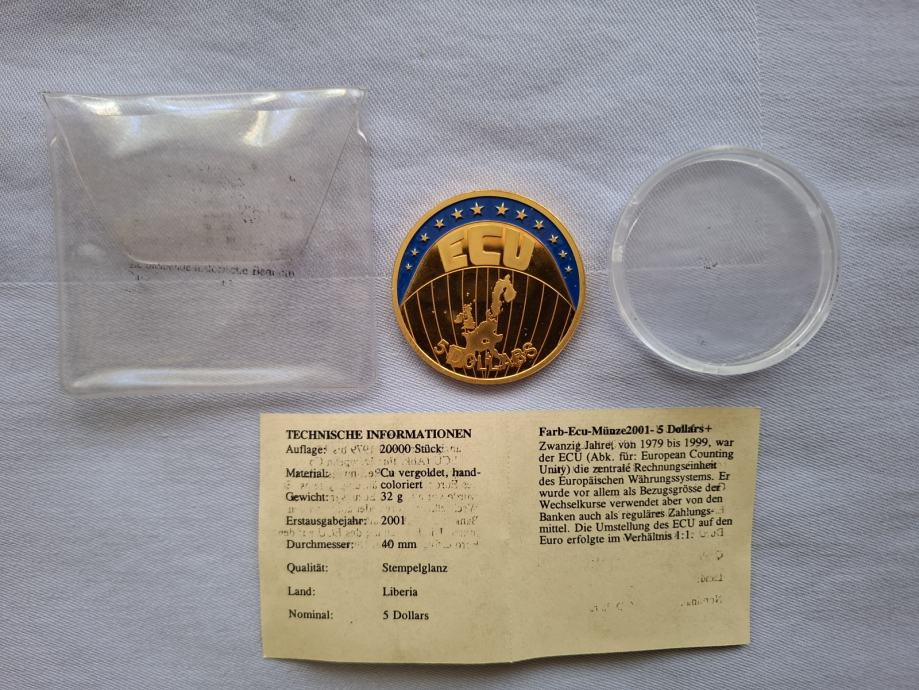 ECU
5 DOLLARS
TECHNISCHE INFORMATIONEN
Auflage: 20000 Stück
Material: Cu vergoldet, hand-
coloriert
Gewicht: 32 g
Erstausgabejahr: 2001
Durchmesser: 40 mm
Qualität: Stempelglanz
Land: Liberia
Nominal: 5 Dollars
Farb-Ecu-Münze2001- 5 Dollars+
Zwanzig Jahre, von 1979 bis 1999, war
der ECU (Abk. für: European Counting
Unity) die zentrale Rechnungseinheit
des Europäischen Währungssystems. Er
wurde vor allem als Bezugsgrösse der
Wechselkurse verwendet aber von den
Banken auch als reguläres Zahlungs-
mittel. Die Umstellung des ECU auf den
Euro erfolgte im Verhältnis 1:1.